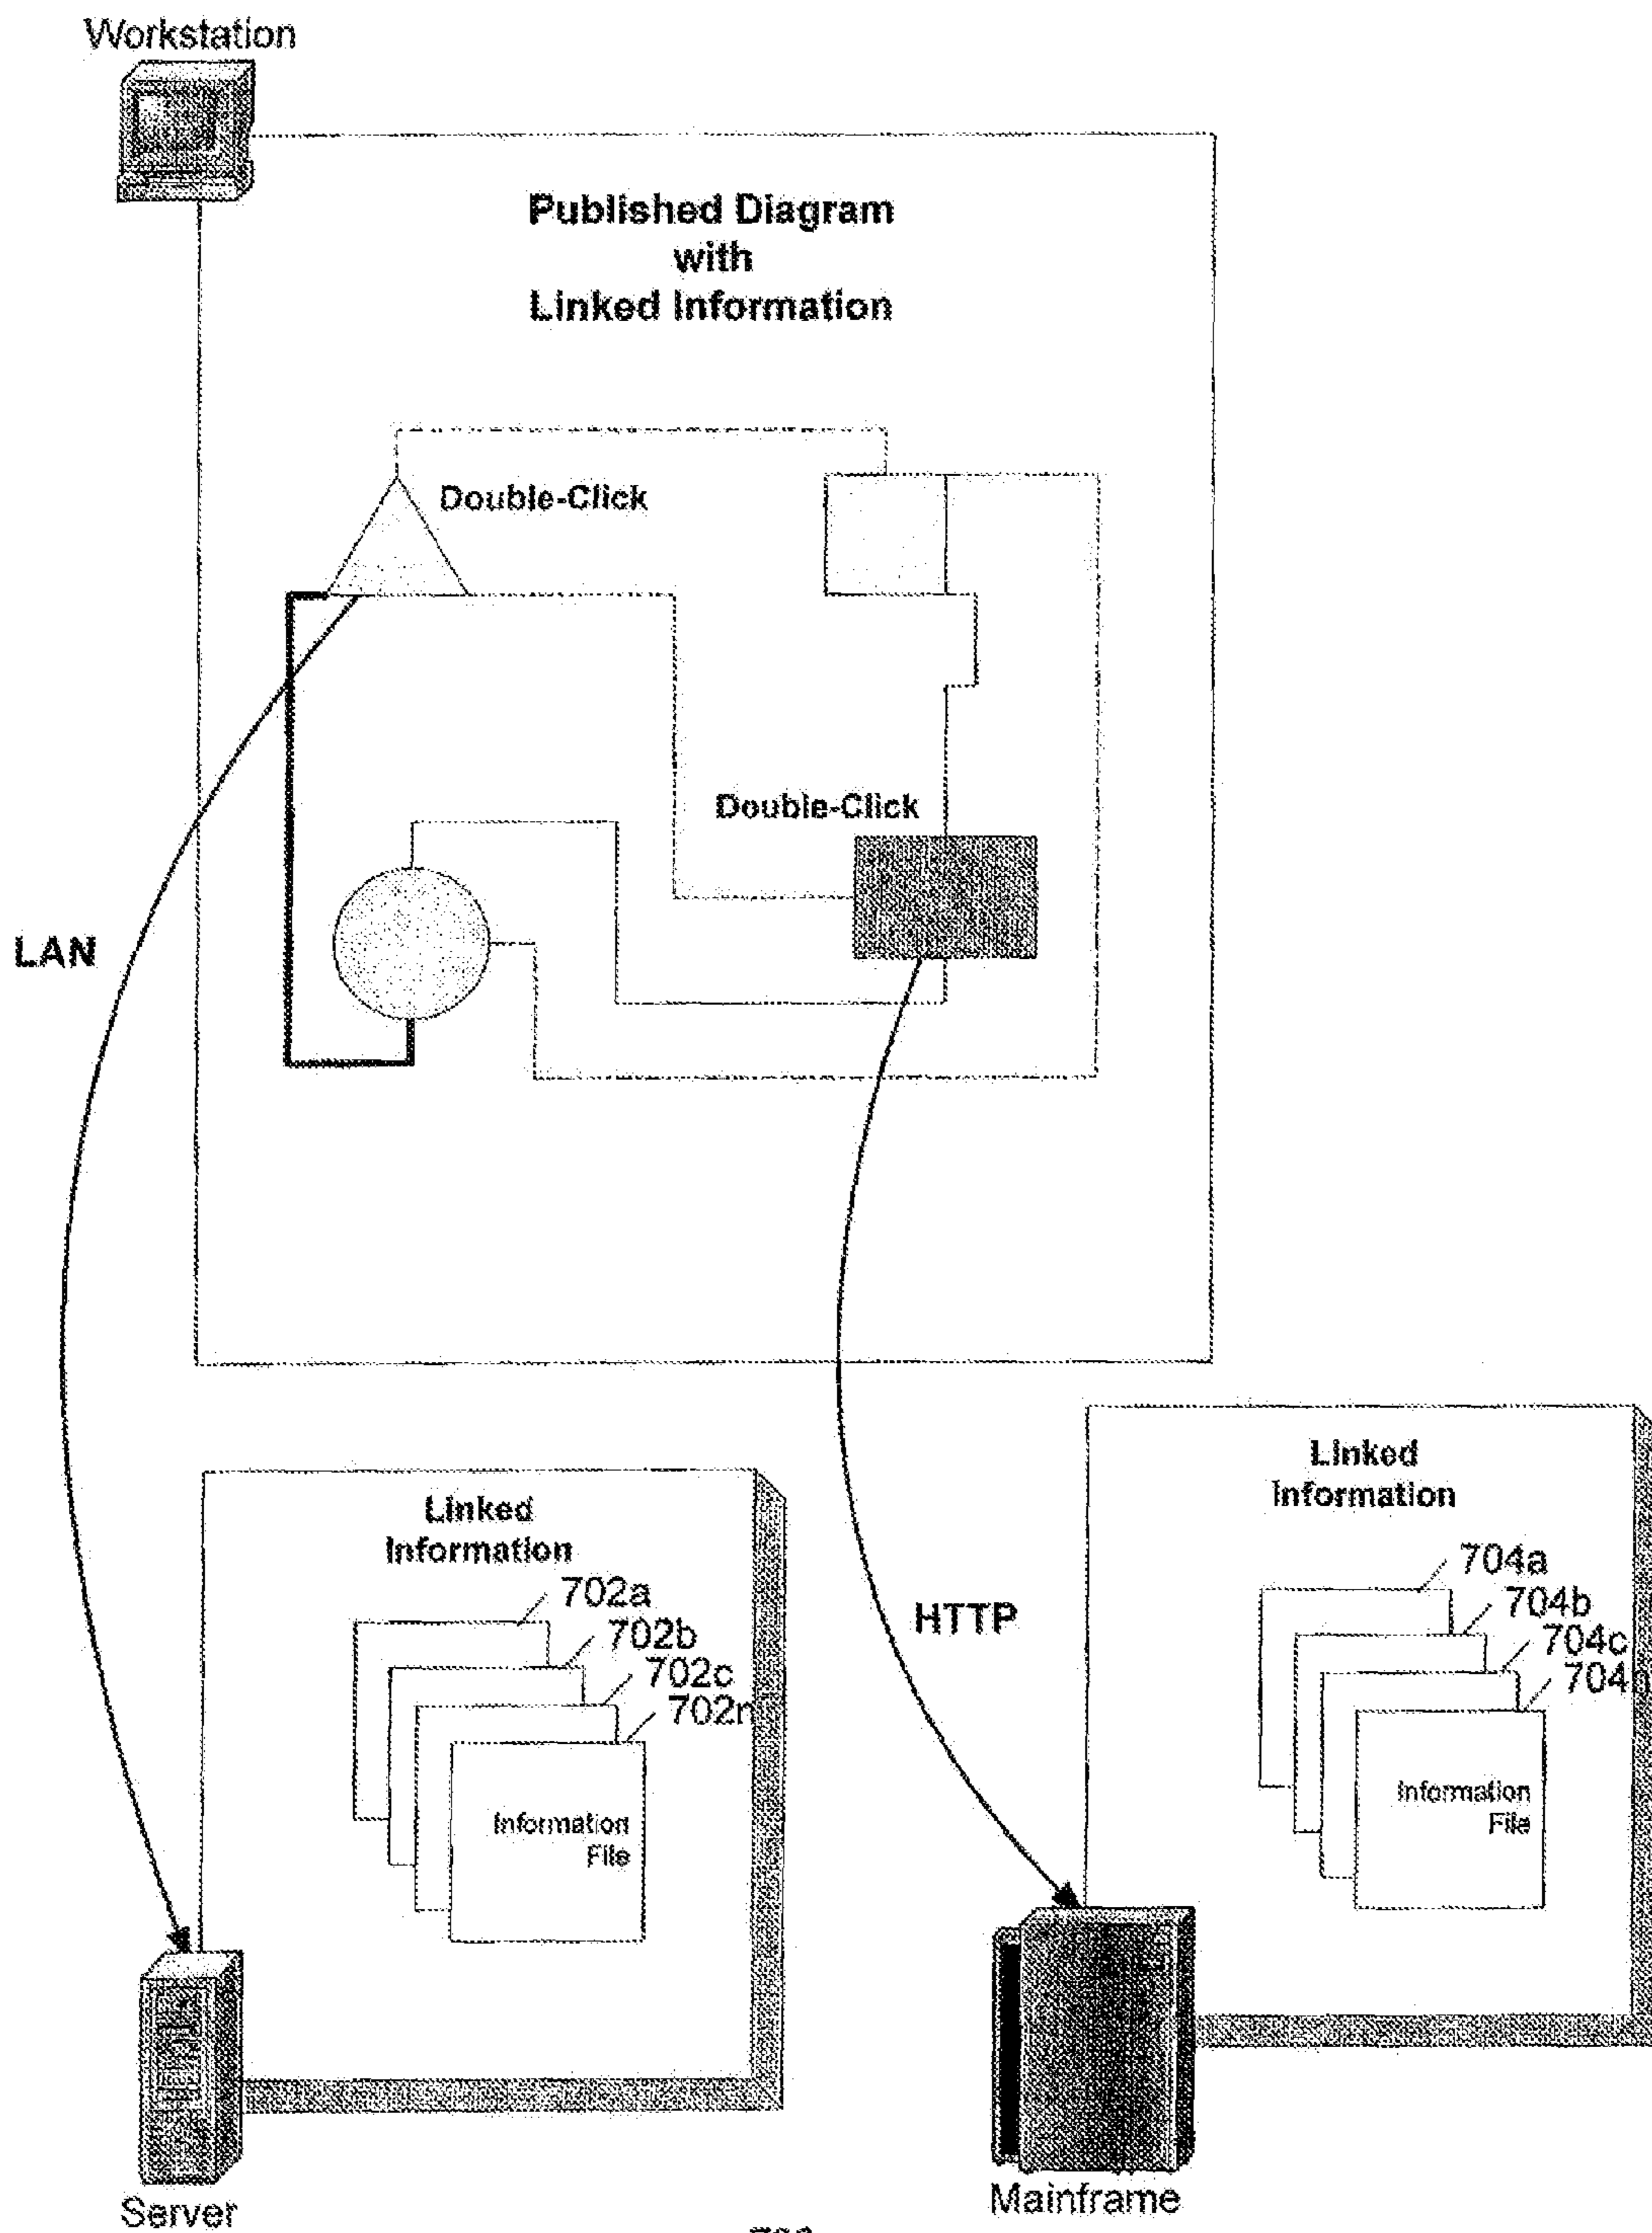 Workstation
Published Diagram
with
Linked Information
Double-Click
Double-Click
LAN
Linked
Information
704a
704b
704c
Information
File
Linked
Information
702a
702b
702c
702n
Information
File
HTTP
Server
Mainframe